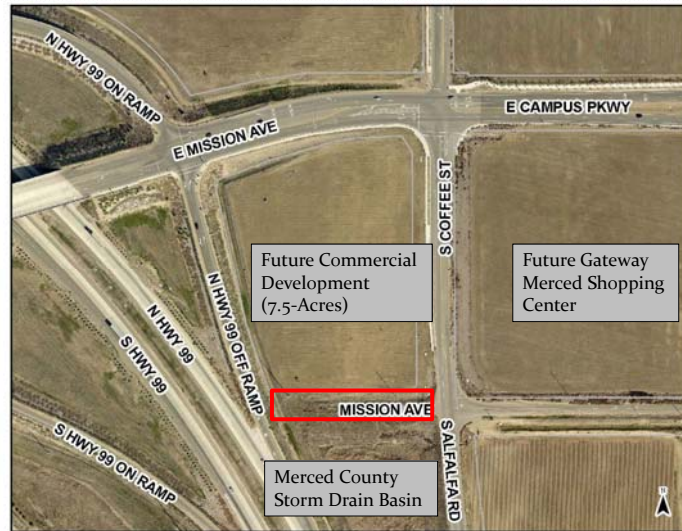 N HWY 99 ON RAMP
E CAMPUS PKWY
E MISSION AVE
S COFFEE ST
Future Commercial
Development
(7.5-Acres)
Future Gateway
Merced Shopping
Center
N HWY 99 OFF RAMP
N HWY 99
S HWY 99
MISSION AVE
S HWY 99 ON RAMP
S ALFALFA RD
Merced County
Storm Drain Basin
N